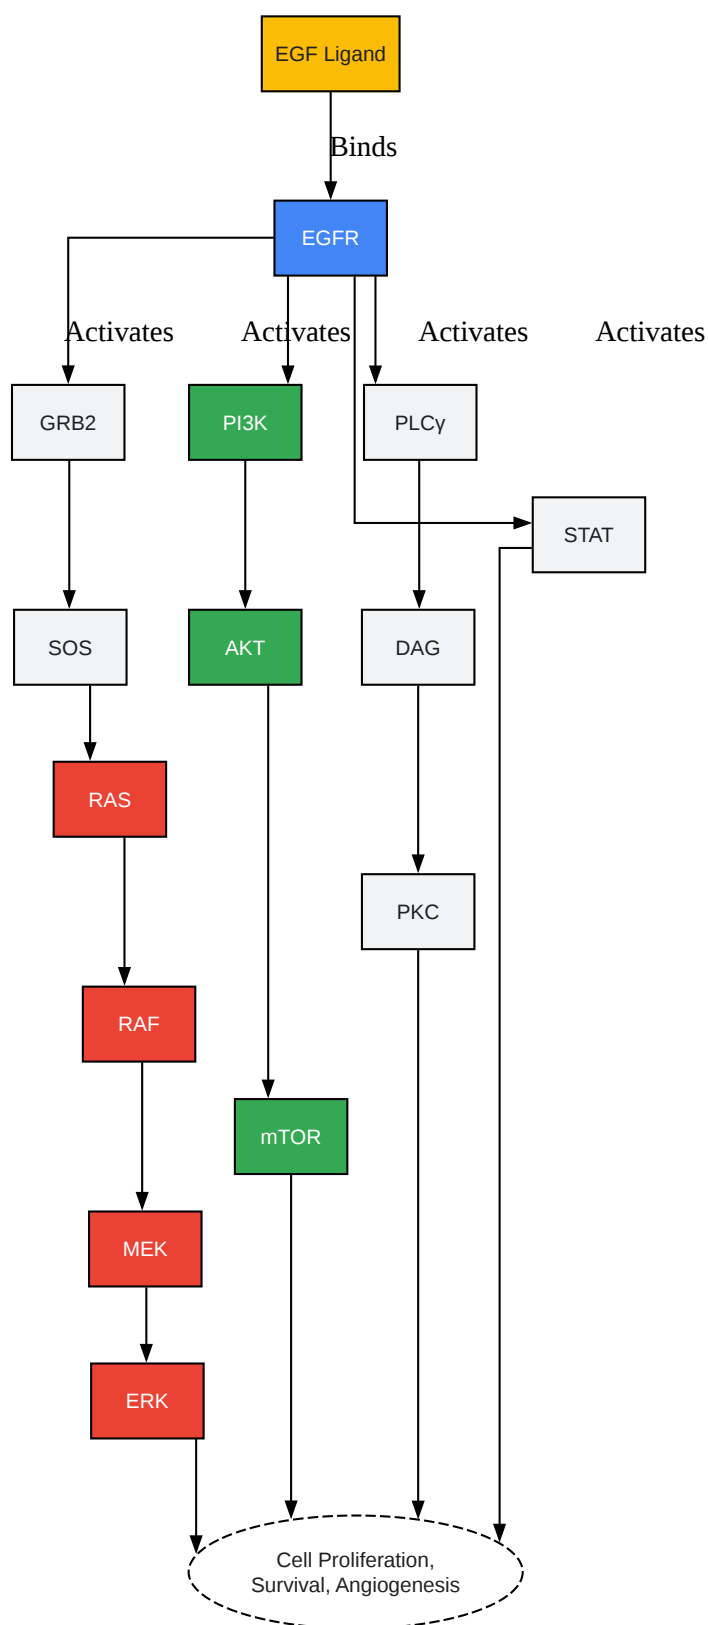 EGF Ligand
Binds
EGFR
Activates
Activates
Activates
Activates
GRB2
PI3K
PLCγ
STAT
SOS
AKT
DAG
RAS
PKC
RAF
mTOR
MEK
ERK
Cell Proliferation,
Survival, Angiogenesis